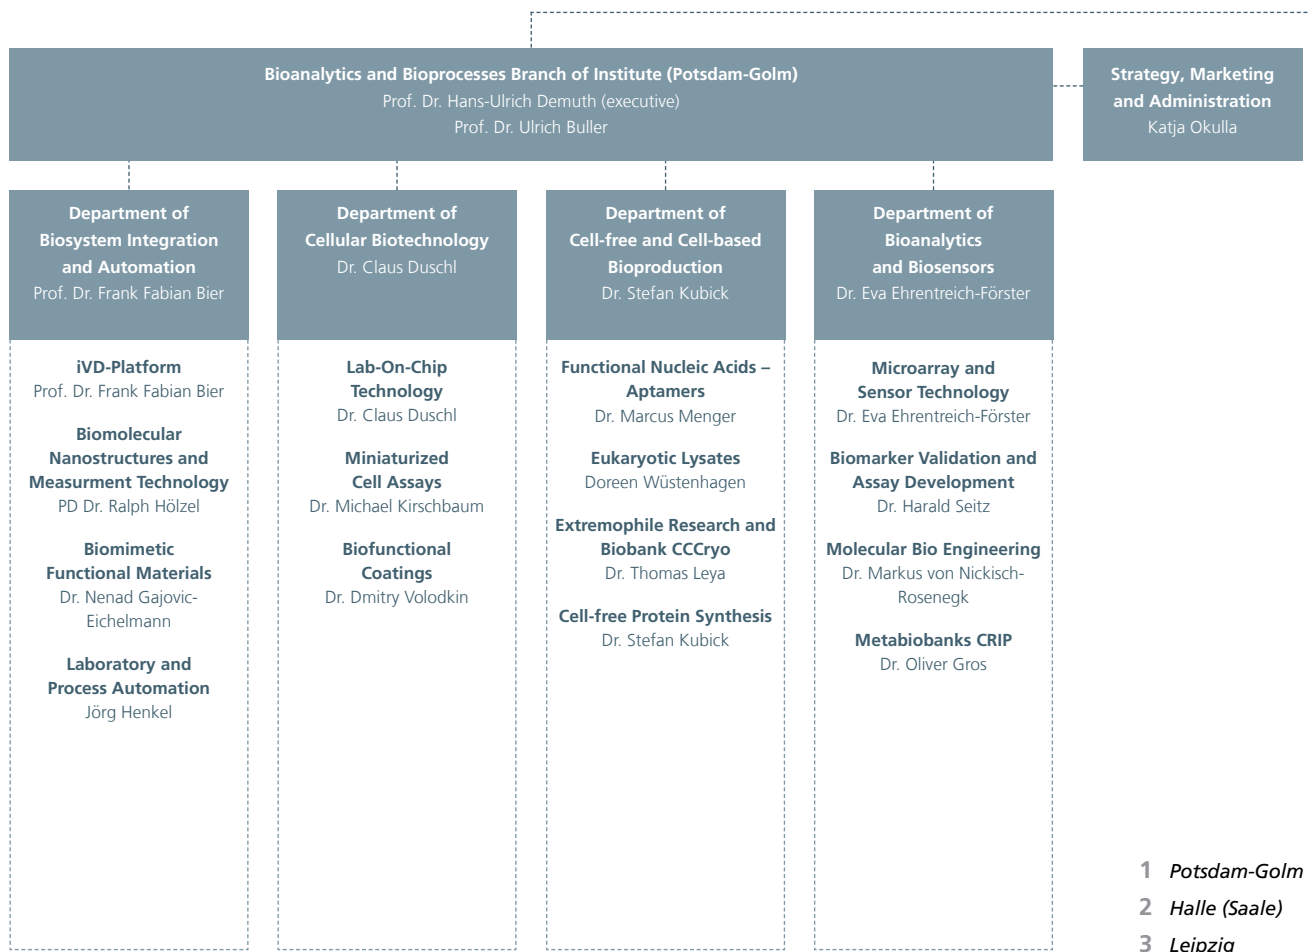 Bioanalytics and Bioprocesses Branch of Institute (Potsdam-Golm)
Prof. Dr. Hans-Ulrich Demuth (executive)
Prof. Dr. Ulrich Buller
Strategy, Marketing
and Administration
Katja Okulla
Department of
Biosystem Integration
and Automation
Prof. Dr. Frank Fabian Bier
iVD-Platform
Prof. Dr. Frank Fabian Bier
Biomolecular
Nanostructures and
Measurment Technology
PD Dr. Ralph Hölzel
Biomimetic
Functional Materials
Dr. Nenad Gajovic-
Eichelmann
Laboratory and
Process Automation
Jörg Henkel
Department of
Cellular Biotechnology
Dr. Claus Duschl
Lab-On-Chip
Technology
Dr. Claus Duschl
Miniaturized
Cell Assays
Dr. Michael Kirschbaum
Biofunctional
Coatings
Dr. Dmitry Volodkin
Department of
Cell-free and Cell-based
Bioproduction
Dr. Stefan Kubick
Functional Nucleic Acids –
Aptamers
Dr. Marcus Menger
Eukaryotic Lysates
Doreen Wüstenhagen
Extremophile Research and
Biobank CCCryo
Dr. Thomas Leya
Cell-free Protein Synthesis
Dr. Stefan Kubick
Department of
Bioanalytics
and Biosensors
Dr. Eva Ehrentreich-Förster
Microarray and
Sensor Technology
Dr. Eva Ehrentreich-Förster
Biomarker Validation and
Assay Development
Dr. Harald Seitz
Molecular Bio Engineering
Dr. Markus von Nickisch-
Rosenegk
Metabiobanks CRIP
Dr. Oliver Gros
1 Potsdam-Golm
2 Halle (Saale)
3 Leipzig